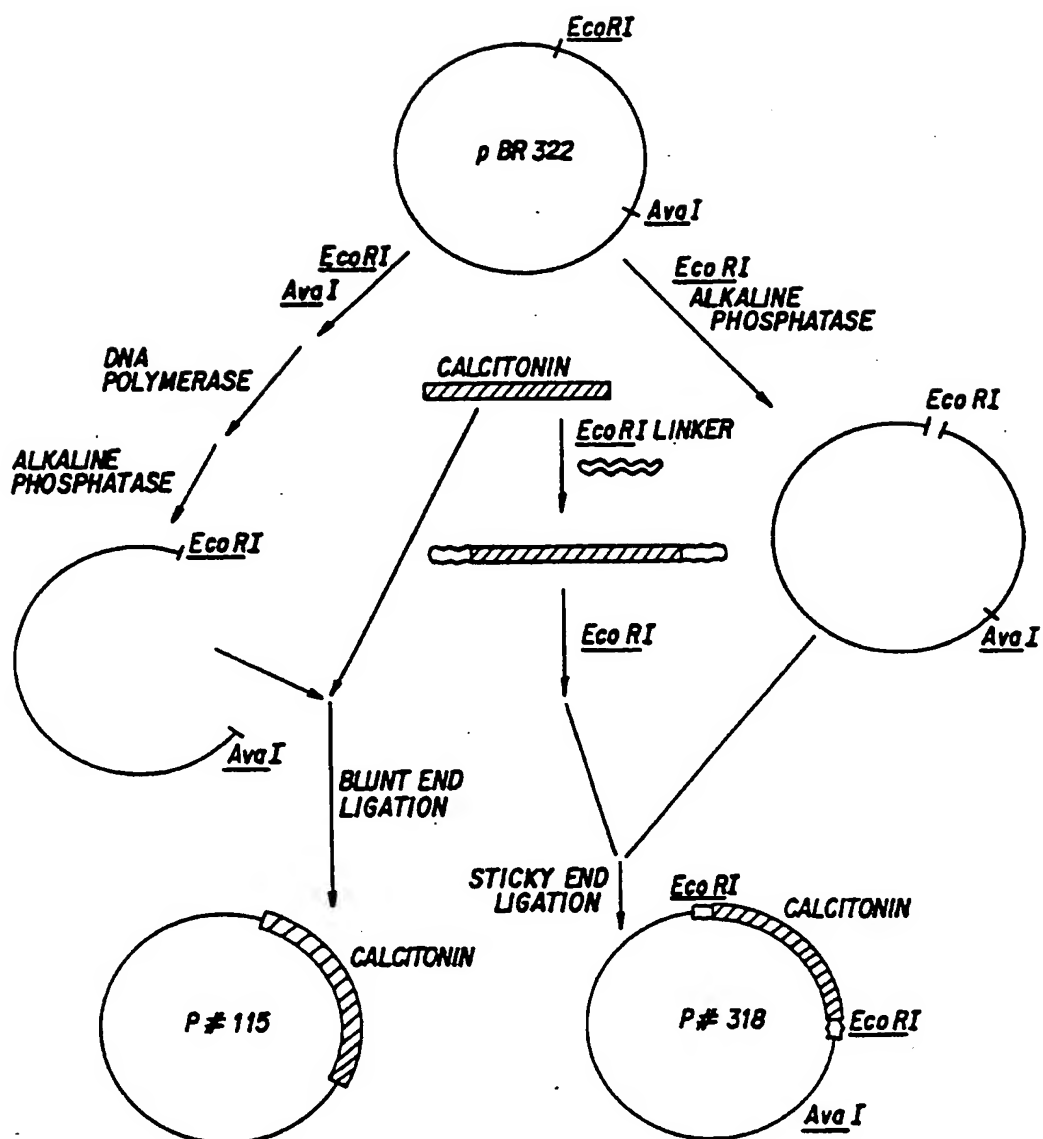 EcoRI
p BR 322
AvaI
EcoRI
AvaI
EcoRI
ALKALINE
PHOSPHATASE
DNA
POLYMERASE
CALCITONIN
EcoRI LINKER
EcoRI
ALKALINE
PHOSPHATASE
EcoRI
EcoRI
AvaI
AvaI
BLUNT END
LIGATION
STICKY END
LIGATION
EcoRI
CALCITONIN
CALCITONIN
P # 115
P # 318
EcoRI
AvaI